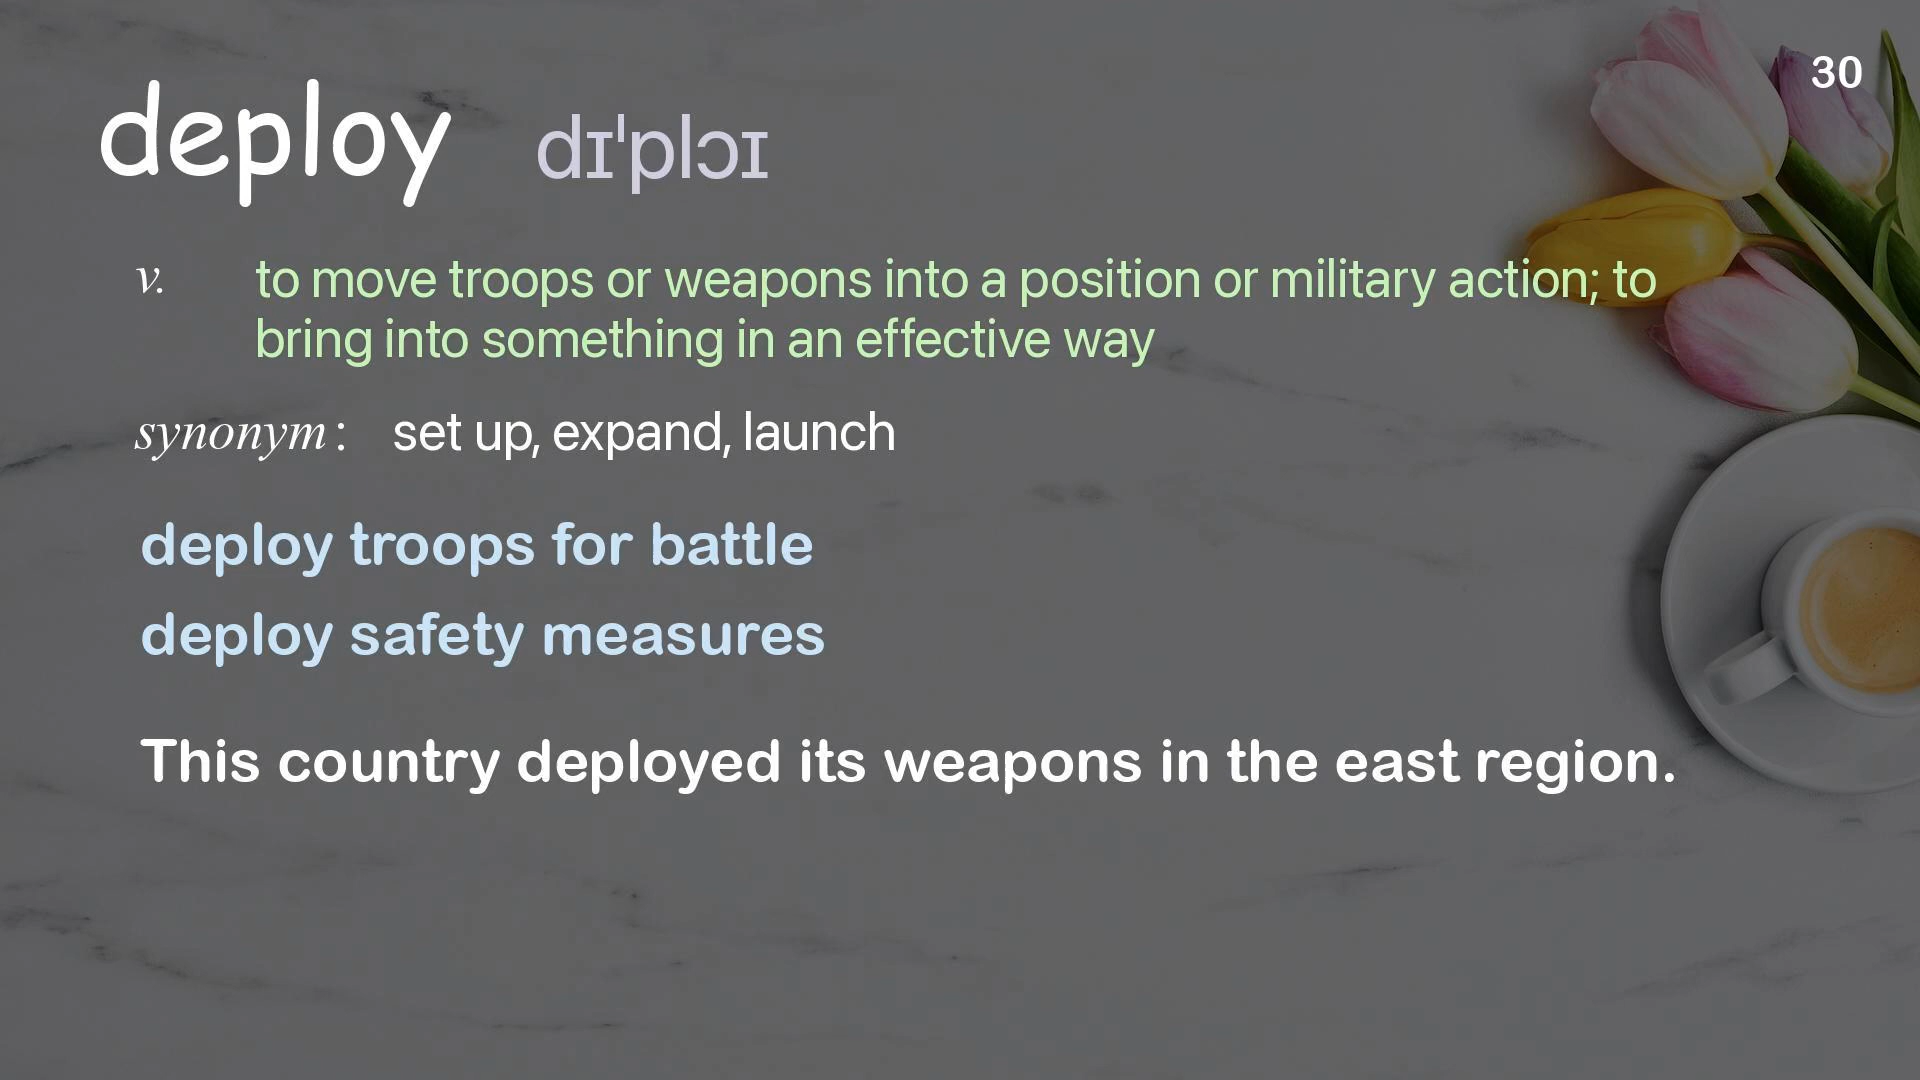 30
deploy dɪˈplɔɪ
v. to move troops or weapons into a position or military action; to
bring into something in an effective way
synonym: set up, expand, launch
deploy troops for battle
deploy safety measures
This country deployed its weapons in the east region.